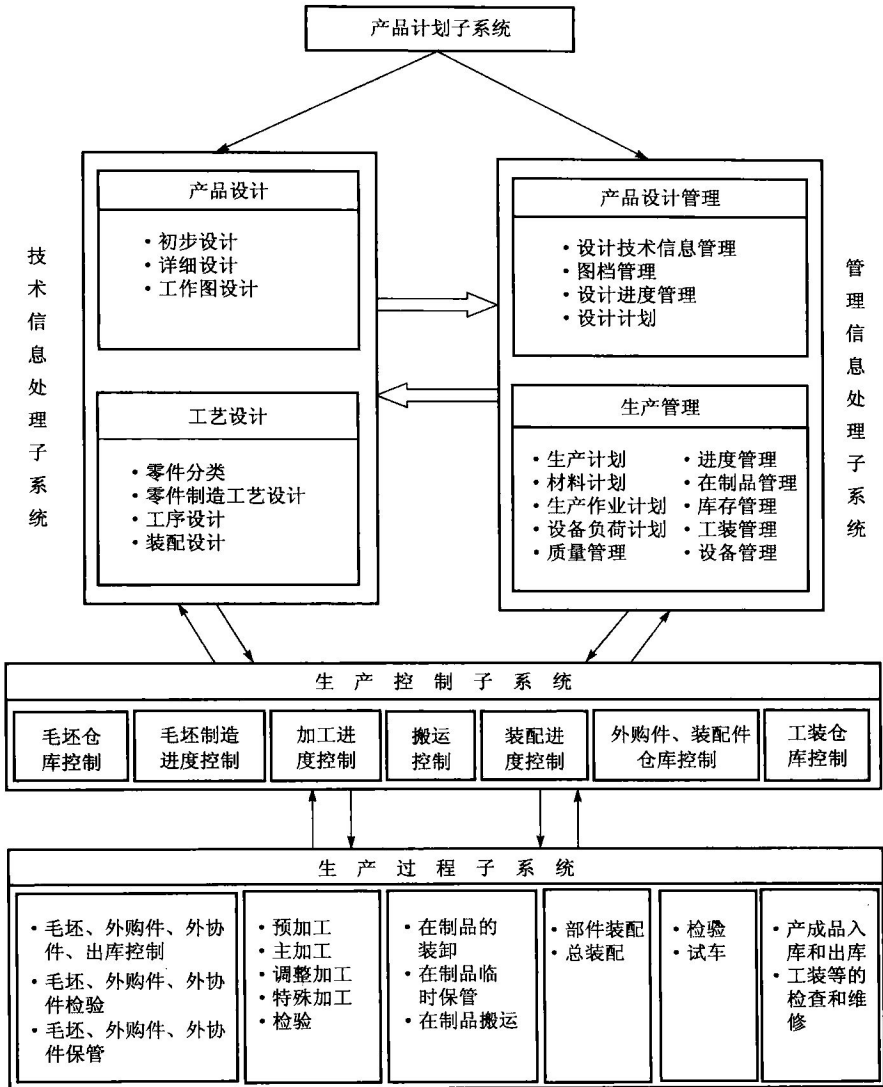 产品计划子系统
技术信息处理子系统
产品设计
·初步设计
·详细设计
·工作图设计
工艺设计
·零件分类
·零件制造工艺设计
·工序设计
·装配设计
产品设计管理
·设计技术信息管理
·图档管理
·设计进度管理
·设计计划
生产管理
·生产计划
·材料计划
·生产作业计划
·设备负荷计划
·质量管理
·进度管理
·在制品管理
·库存管理
·工装管理
·设备管理
管理信息处理子系统
生产控制子系统
毛坯仓
库控制
毛坯制造
进度控制
加工进
度控制
搬运
控制
装配进
度控制
外购件、装配件
仓库控制
工装仓
库控制
生产过程子系统
·毛坯、外购件、外协
件、出库控制
·毛坯、外购件、外协
件检验
·毛坯、外购件、外协
件保管
·预加工
·主加工
·调整加工
·特殊加工
·检验
·在制品的
装卸
·在制品临
时保管
·在制品搬运
·部件装配
·总装配
·检验
·试车
·产成品入
库和出库
·工装等的
检查和维
修